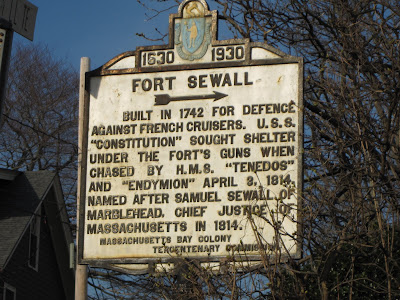 1630 1930
FORT SEWALL
BUILT IN 1742 FOR DEFENCE
AGAINST FRENCH CRUISERS. U.S.S.
"CONSTITUTION" SOUGHT SHELTER
UNDER THE FORT'S GUNS WHEN
CHASED BY H.M.S. "TENEDOS"
AND "ENDYMION" APRIL 3, 1814.
NAMED AFTER SAMUEL SEWALL OF
MARBLEHEAD, CHIEF JUSTICE OF
MASSACHUSETTS IN 1814.
MASSACHUSETTS BAY COLONY
TERCENTENARY COMMISSION